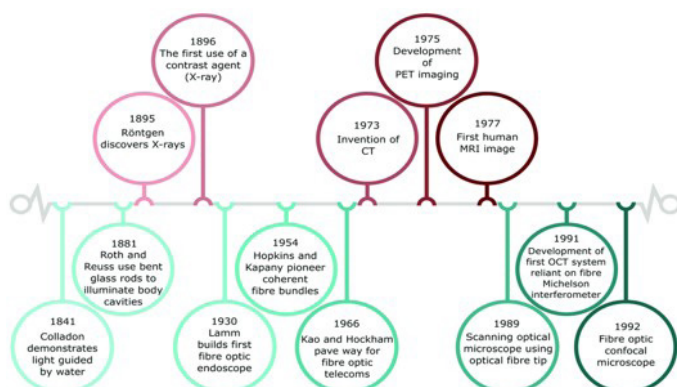 1896
The first use of a
contrast agent
(X-ray)
1975
Development
of
PET imaging
1895
Röntgen
discovers X-rays
1973
Invention of
CT
1977
First human
MRI image
1881
Roth and
Reuss use bent
glass rods to
illuminate body
cavities
1954
Hopkins and
Kapany pioneer
coherent
fibre bundles
1991
Development of
first OCT system
reliant on fibre
Michelson
interferometer
1841
Colladon
demonstrates
light guided
by water
1930
Lamm
builds first
fibre optic
endoscope
1966
Kao and Hockham
pave way for
fibre optic
telecoms
1989
Scanning optical
microscope using
optical fibre tip
1992
Fibre optic
confocal
microscope